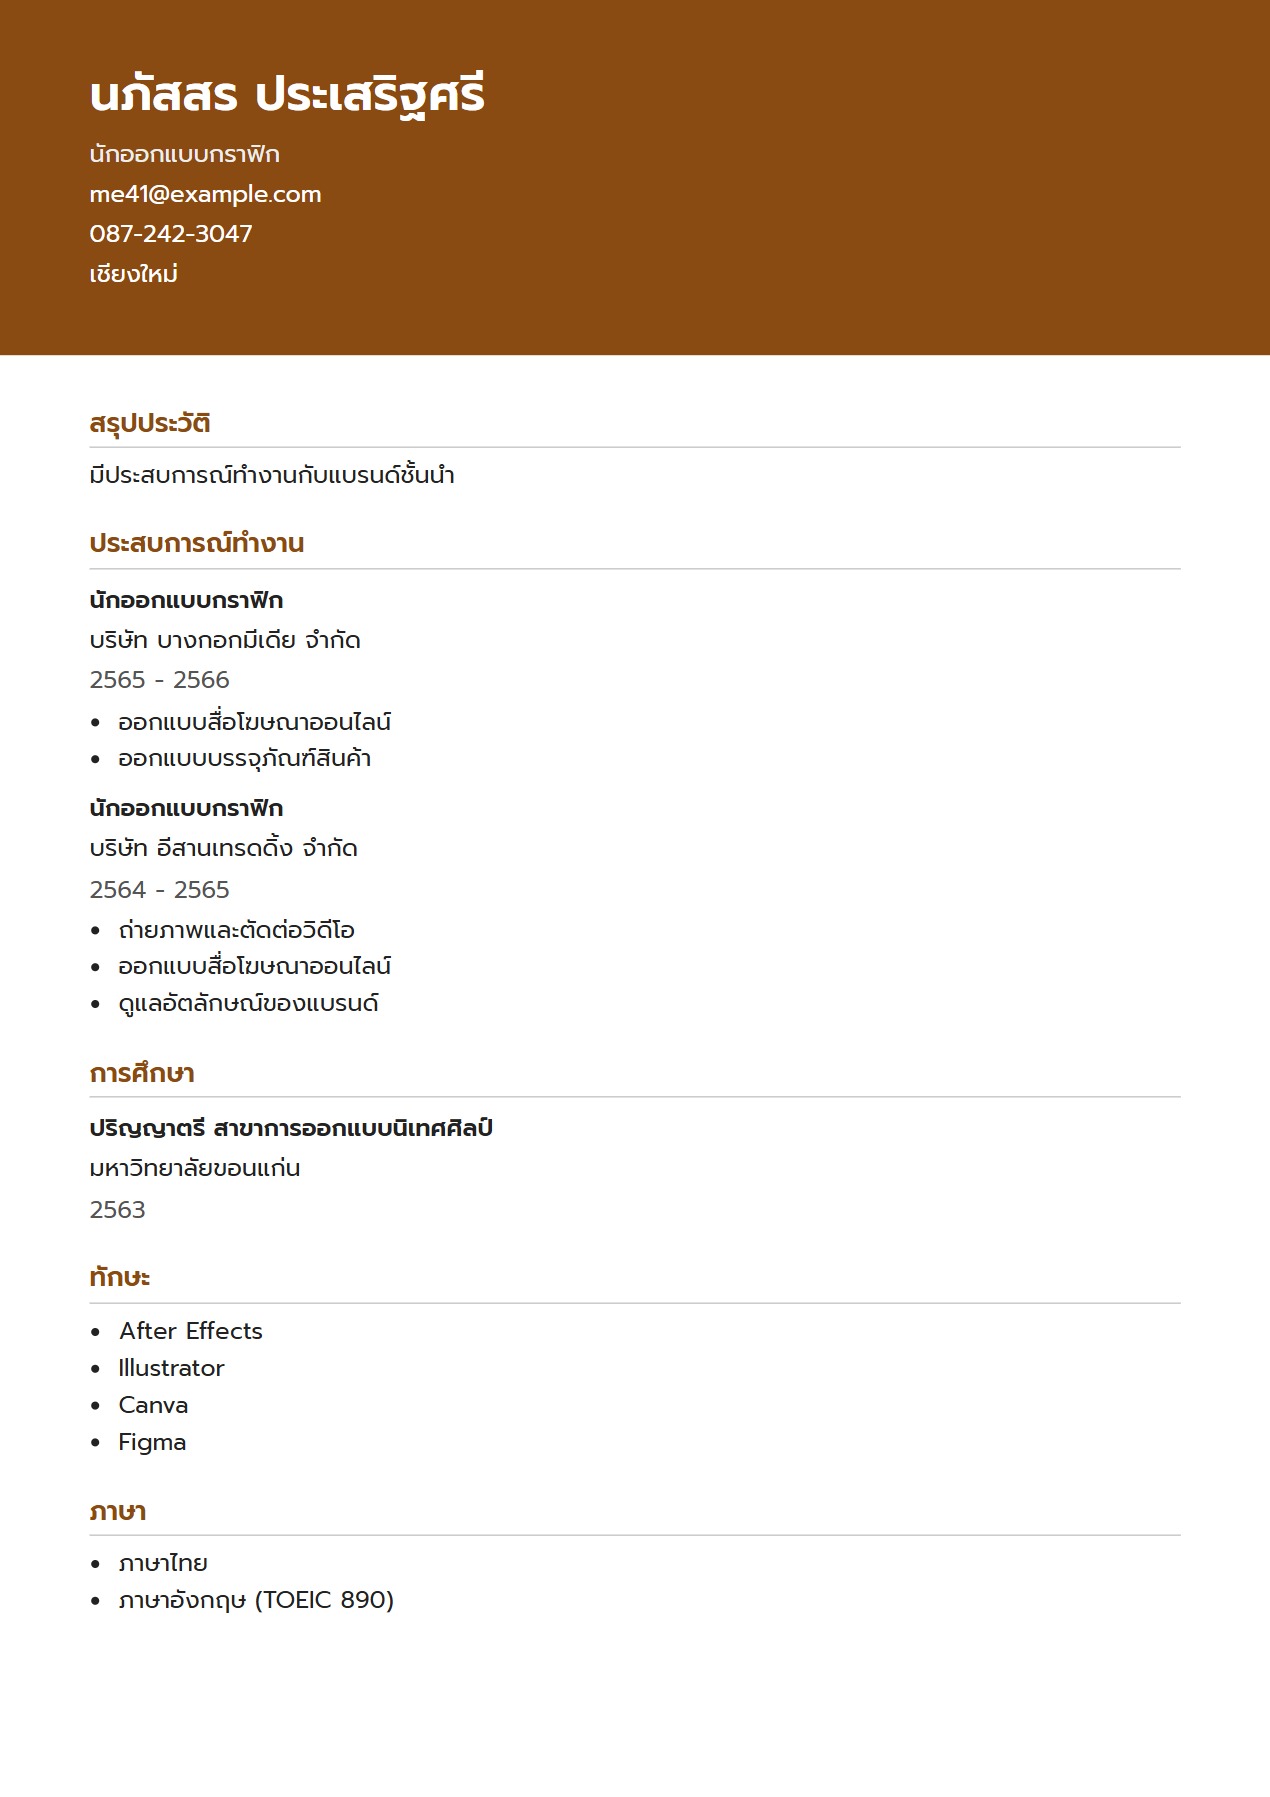 นภัสสร ประเสริฐศรี
นักออกแบบกราฟิก
me41@example.com
087-242-3047
เชียงใหม่
สรุปประวัติ
มีประสบการณ์ทำงานกับแบรนด์ชั้นนำ
ประสบการณ์ทำงาน
นักออกแบบกราฟิก
บริษัท บางกอกมีเดีย จำกัด
2565 - 2566
• ออกแบบสื่อโฆษณาออนไลน์
• ออกแบบบรรจุภัณฑ์สินค้า
นักออกแบบกราฟิก
บริษัท อีสานเทรดดิ้ง จำกัด
2564 - 2565
• ถ่ายภาพและตัดต่อวิดีโอ
• ออกแบบสื่อโฆษณาออนไลน์
• ดูแลอัตลักษณ์ของแบรนด์
การศึกษา
ปริญญาตรี สาขาการออกแบบนิเทศศิลป์
มหาวิทยาลัยขอนแก่น
2563
ทักษะ
• After Effects
• Illustrator
• Canva
• Figma
ภาษา
• ภาษาไทย
• ภาษาอังกฤษ (TOEIC 890)